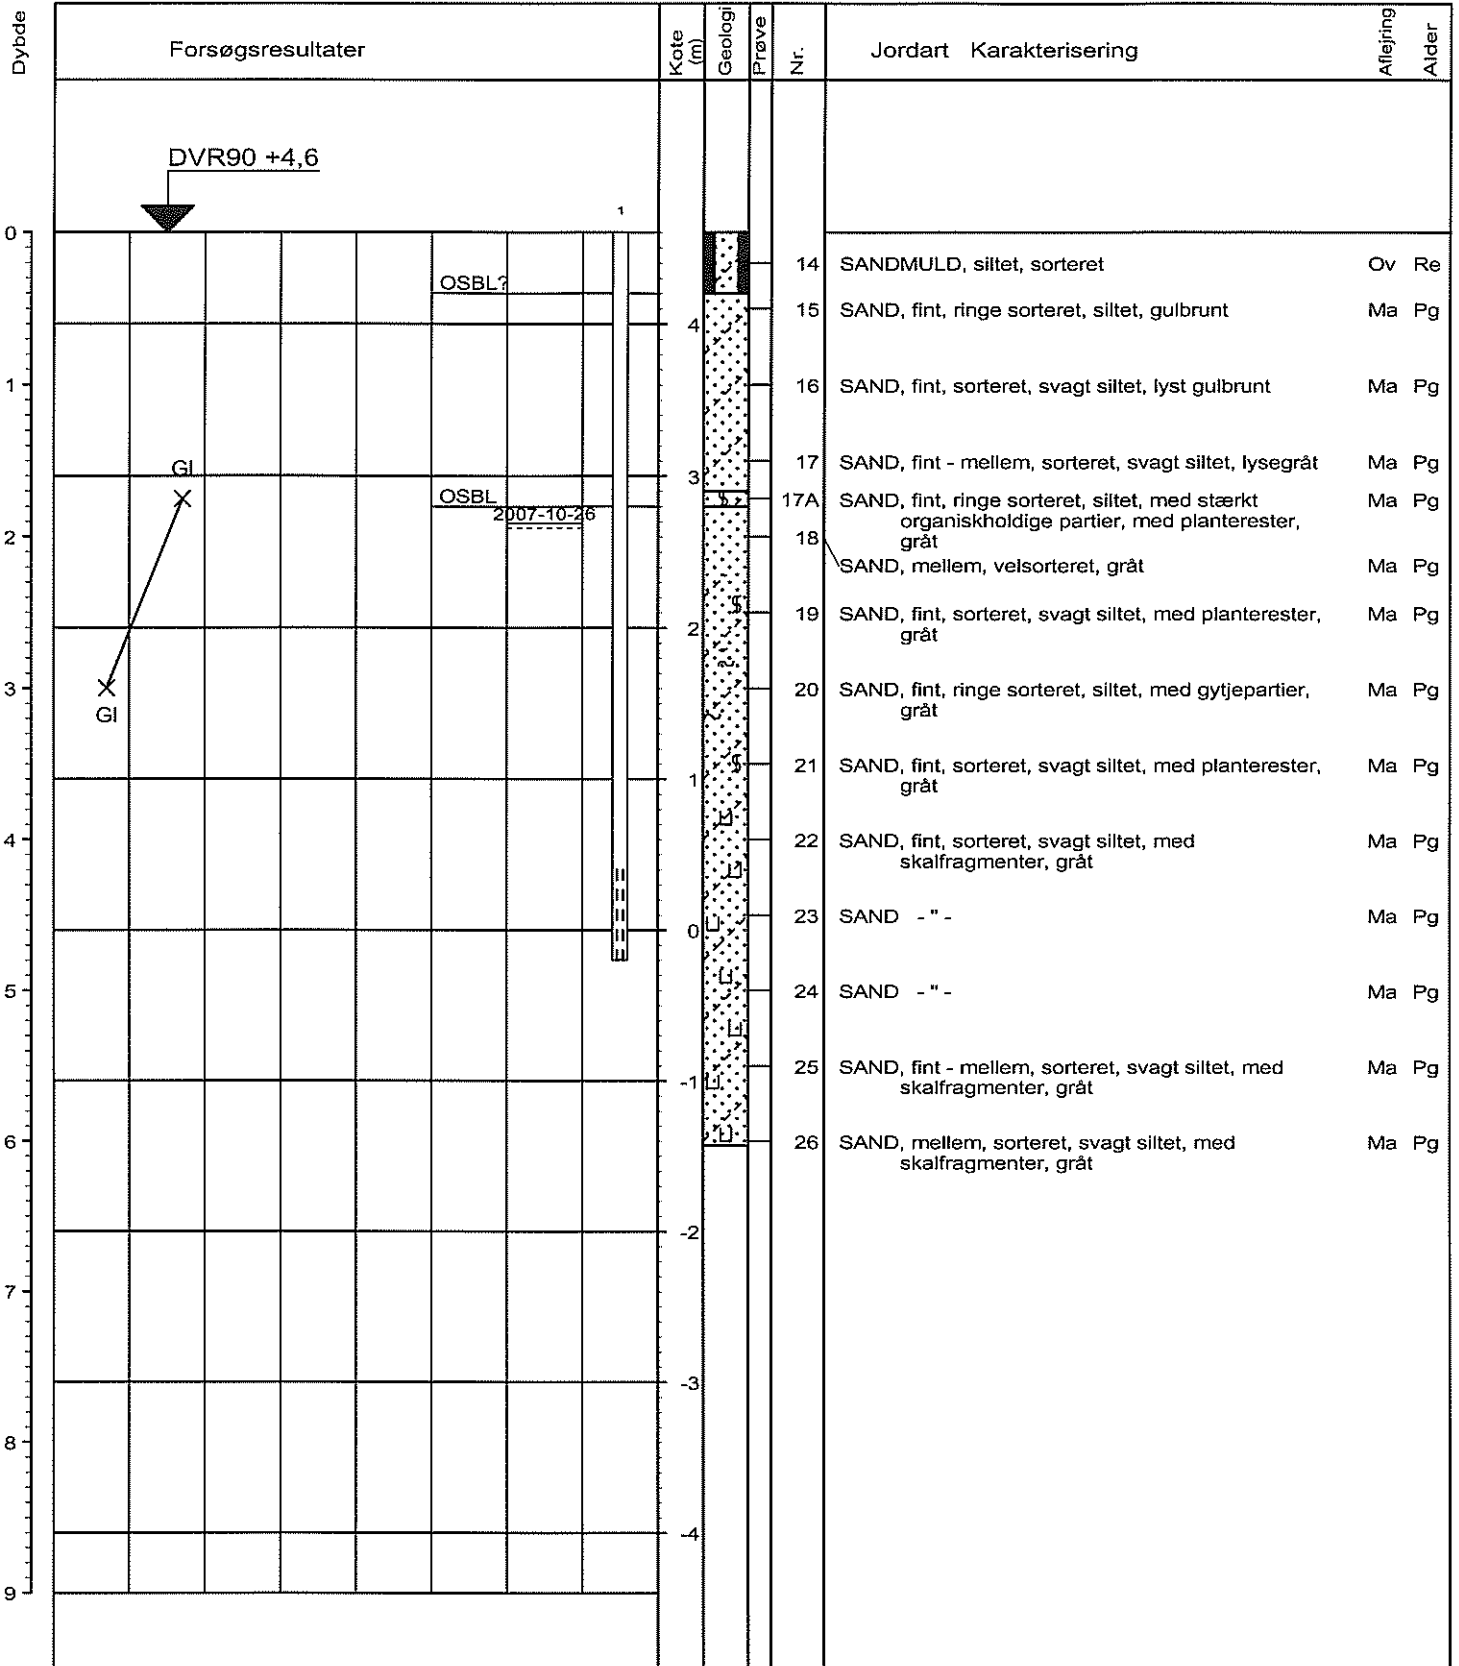 Dybde
Forsøgsresultater
Kote
(m)
Geologi
Prøve
Nr.
Jordart Karakterisering
Aflejring
Alder
DVR90 +4,6
1
0
14 SANDMULD, siltet, sorteret Ov Re
OSBL?
15 SAND, fint, ringe sorteret, siltet, gulbrunt Ma Pg
4
1
16 SAND, fint, sorteret, svagt siltet, lyst gulbrunt Ma Pg
GI
17 SAND, fint - mellem, sorteret, svagt siltet, lysegråt Ma Pg
3
OSBL
2007-10-26
17A SAND, fint, ringe sorteret, siltet, med stærkt Ma Pg
organiskholdige partier, med planterester,
gråt
2
18
SAND, mellem, velsorteret, gråt Ma Pg
19 SAND, fint, sorteret, svagt siltet, med planterester, Ma Pg
gråt
2
3
GI
20 SAND, fint, ringe sorteret, siltet, med gytjepartier, Ma Pg
gråt
21 SAND, fint, sorteret, svagt siltet, med planterester, Ma Pg
gråt
1
4
22 SAND, fint, sorteret, svagt siltet, med Ma Pg
skalfragmenter, gråt
23 SAND - " - Ma Pg
0
5
24 SAND - " - Ma Pg
25 SAND, fint - mellem, sorteret, svagt siltet, med Ma Pg
skalfragmenter, gråt
-1
6
26 SAND, mellem, sorteret, svagt siltet, med Ma Pg
skalfragmenter, gråt
-2
7
-3
8
-4
9